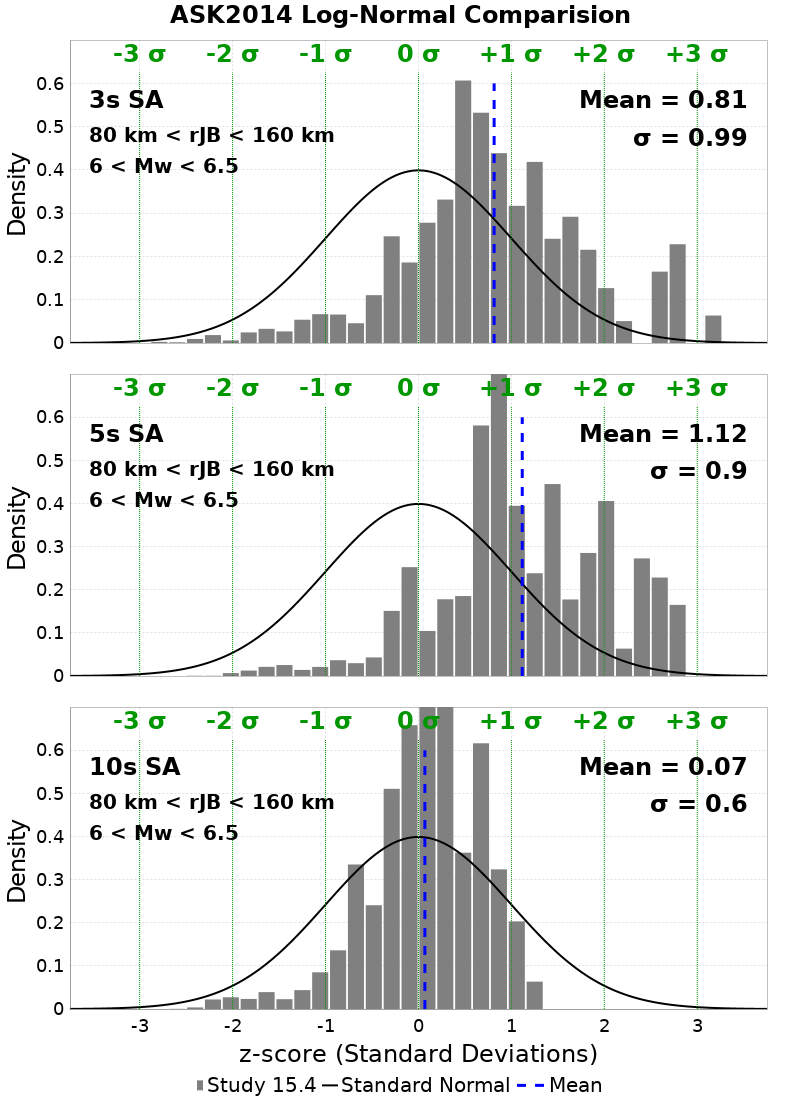 ASK2014 Log-Normal Comparision
-3 σ -2 σ -1 σ 0 σ +1 σ +2 σ +3 σ
3s SA
80 km < rJB < 160 km
6 < Mw < 6.5
Mean = 0.81
σ = 0.99
Density
0.6
0.5
0.4
0.3
0.2
0.1
0
-3 σ -2 σ -1 σ 0 σ +1 σ +2 σ +3 σ
5s SA
80 km < rJB < 160 km
6 < Mw < 6.5
Mean = 1.12
σ = 0.9
Density
0.6
0.5
0.4
0.3
0.2
0.1
0
-3 σ -2 σ -1 σ 0 σ +1 σ +2 σ +3 σ
10s SA
80 km < rJB < 160 km
6 < Mw < 6.5
Mean = 0.07
σ = 0.6
Density
0.6
0.5
0.4
0.3
0.2
0.1
0
-3 -2 -1 0 1 2 3
z-score (Standard Deviations)
Study 15.4 Standard Normal Mean